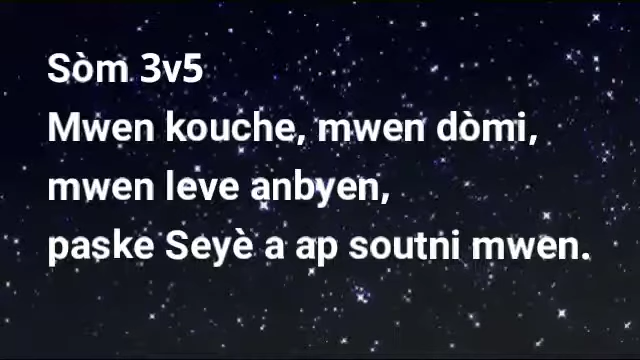 Sòm 3v5
Mwen kouche, mwen dòmi,
mwen leve anbyen,
paske Seyè a ap soutni mwen.